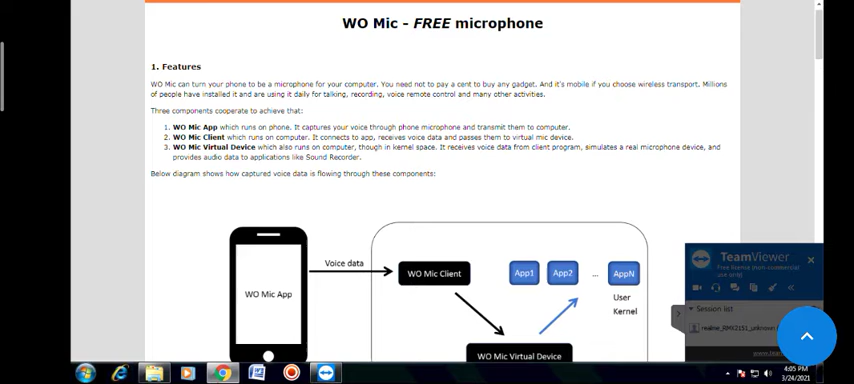 WO Mic - FREE microphone
1. Features
WO Mic can turn your phone to be a microphone for your computer. You need not to pay a cent to buy any gadget. And it's mobile if you choose wireless transport. Millions
of people have installed it and are using it daily for talking, recording, voice remote control and many other activities.
Three components cooperate to achieve that:
1. WO Mic App which runs on phone. It captures your voice through phone microphone and transmit them to computer.
2. WO Mic Client which runs on computer. It connects to app, receives voice data and passes them to virtual mic device.
3. WO Mic Virtual Device which also runs on computer, though in kernel space. It receives voice data from client program, simulates a real microphone device, and
provides audio data to applications like Sound Recorder.
Below diagram shows how captured voice data is flowing through these components:
Voice data
WO Mic App
WO Mic Client
App1
App2
...
AppN
User
Kernel
WO Mic Virtual Device
TeamViewer
Free license (non-commercial
use only)
Session list
realme_RMX2151_unknown
www.team
4:05 PM
3/24/2021